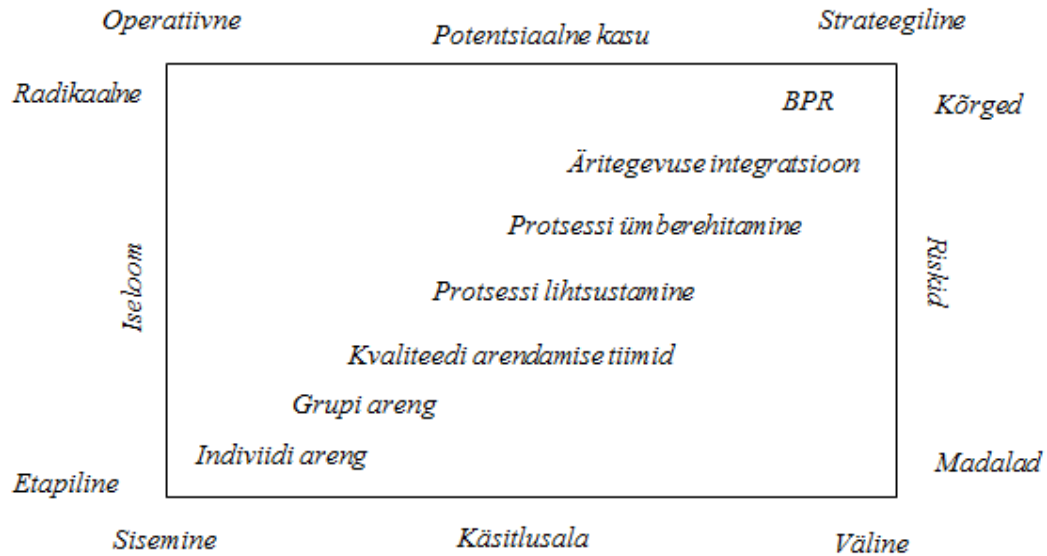 Operatiivne
Potentsiaalne kasu
Strateegiline
Radikaalne
BPR
Kõrged
Äritegevuse integratsioon
Protsessi ümberehitamine
Iseloom
Riskid
Protsessi lihtsustamine
Kvaliteedi arendamise tiimid
Grupi areng
Indiviidi areng
Madalad
Etapiline
Sisemine
Käsitlusala
Väline